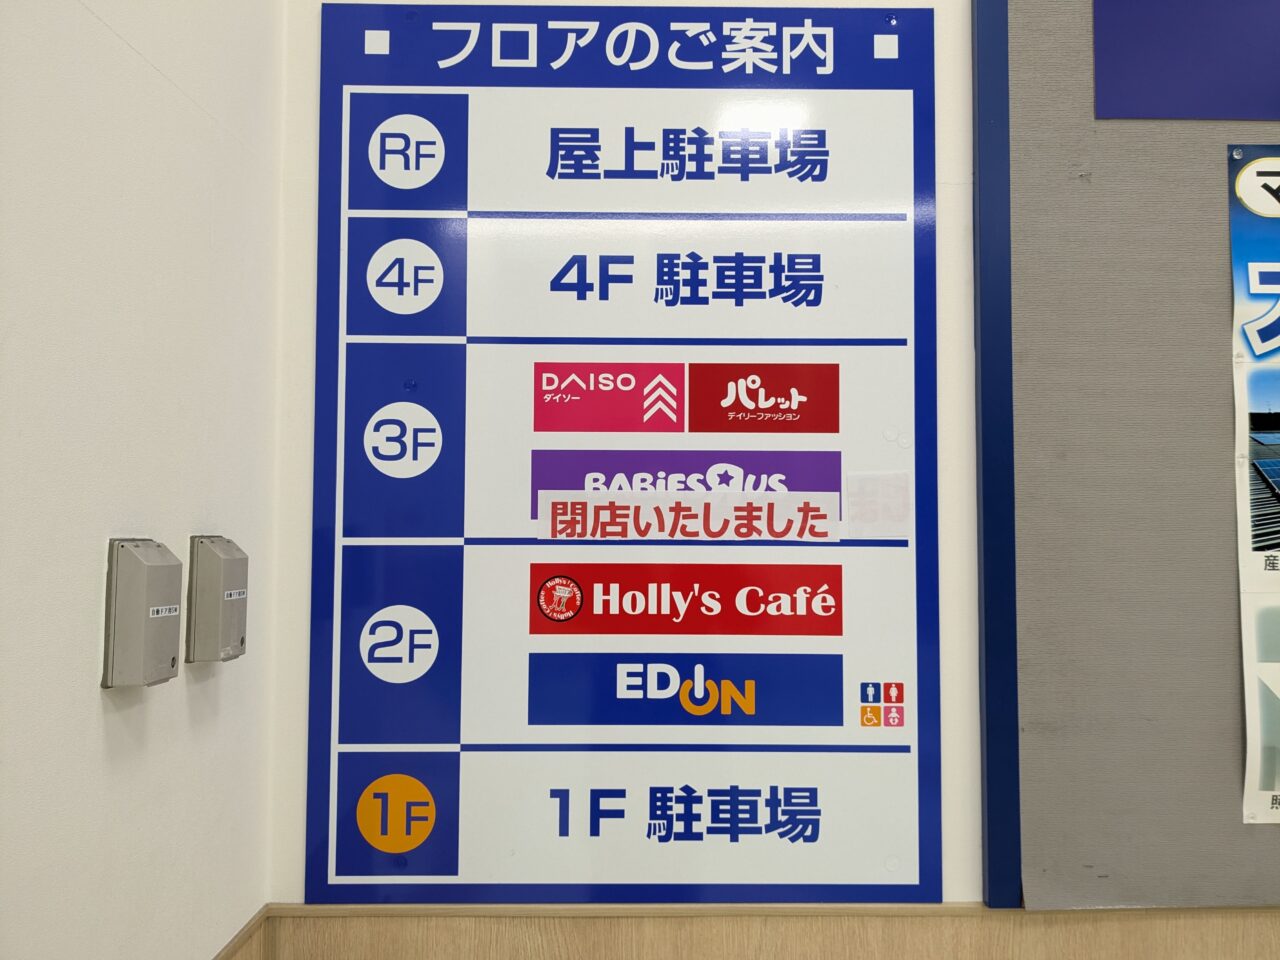 フロアのご案内
RF
屋上駐車場
4F
4F 駐車場
3F
DAISO
ダイソー
パレット
デイリーファッション
BABIES R US
閉店いたしました
2F
Holly's Café
EDION
1F
1F 駐車場